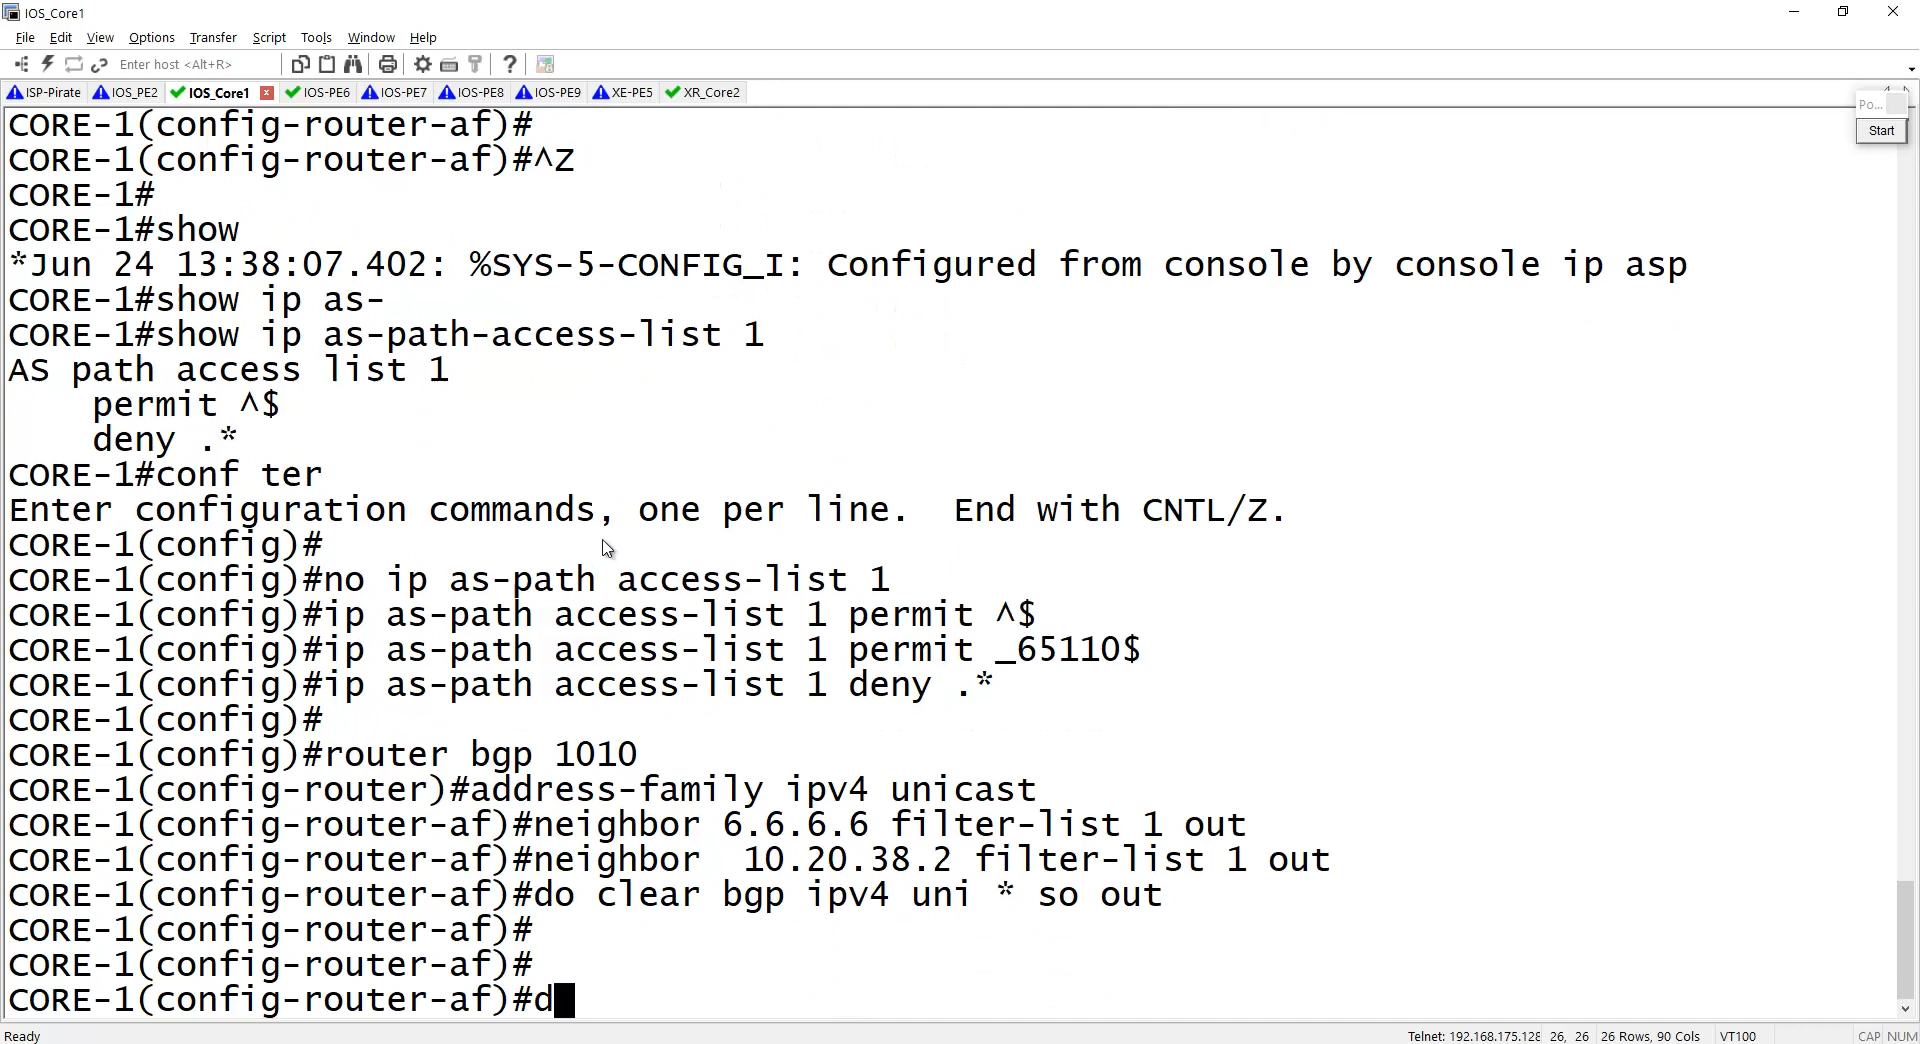 IOS_Core1
File Edit View Options Transfer Script Tools Window Help
Enter host <Alt+R>
ISP-Pirate IOS_PE2 IOS_Core1 IOS-PE6 IOS-PE7 IOS-PE8 IOS-PE9 XE-PE5 XR_Core2
Po...
Start
CORE-1(config-router-af)#
CORE-1(config-router-af)#^Z
CORE-1#
CORE-1#show
*Jun 24 13:38:07.402: %SYS-5-CONFIG_I: Configured from console by console ip asp
CORE-1#show ip as-
CORE-1#show ip as-path-access-list 1
AS path access list 1
    permit ^$
    deny .*
CORE-1#conf ter
Enter configuration commands, one per line.  End with CNTL/Z.
CORE-1(config)#
CORE-1(config)#no ip as-path access-list 1
CORE-1(config)#ip as-path access-list 1 permit ^$
CORE-1(config)#ip as-path access-list 1 permit _65110$
CORE-1(config)#ip as-path access-list 1 deny .*
CORE-1(config)#
CORE-1(config)#router bgp 1010
CORE-1(config-router)#address-family ipv4 unicast
CORE-1(config-router-af)#neighbor 6.6.6.6 filter-list 1 out
CORE-1(config-router-af)#neighbor  10.20.38.2 filter-list 1 out
CORE-1(config-router-af)#do clear bgp ipv4 uni * so out
CORE-1(config-router-af)#
CORE-1(config-router-af)#
CORE-1(config-router-af)#d
Ready Telnet: 192.168.175.128 26, 26 26 Rows, 90 Cols VT100 CAP NUM